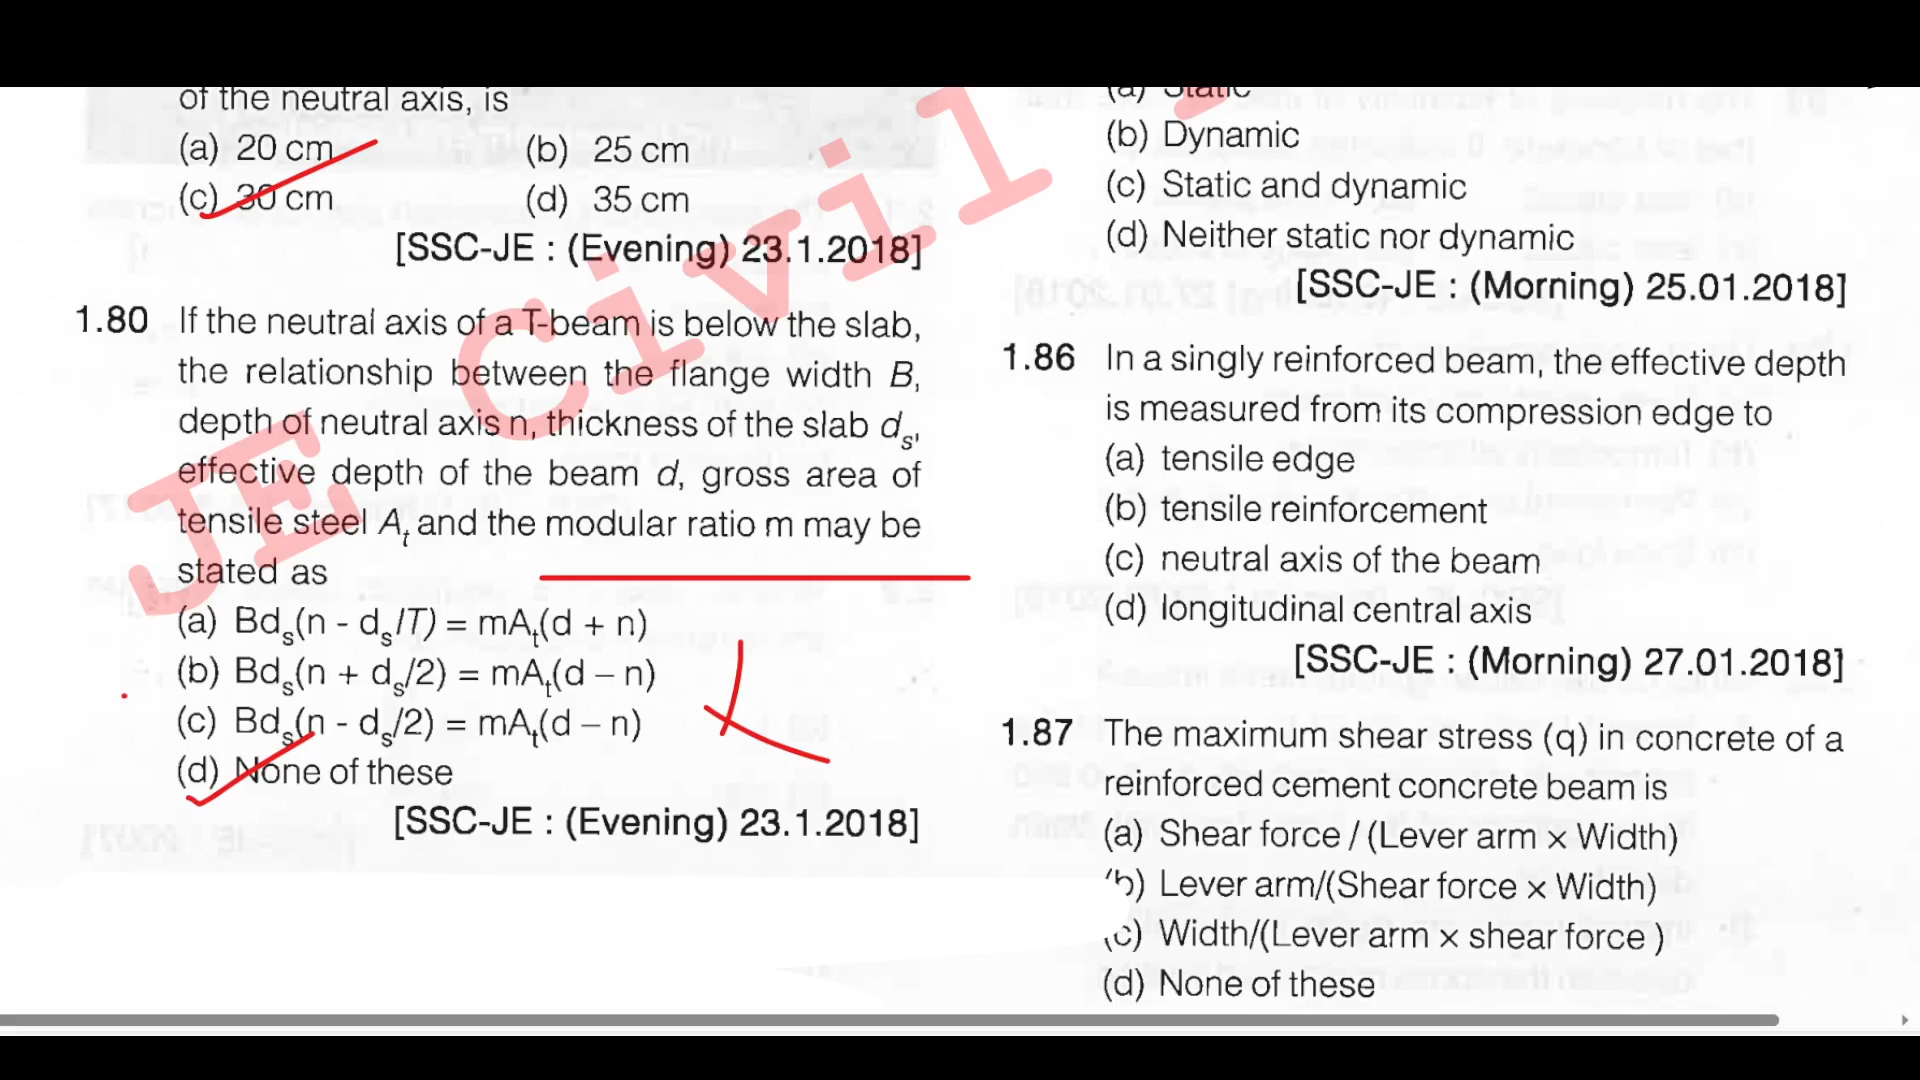 of the neutral axis, is
(a) 20 cm (b) 25 cm
(c) 30 cm (d) 35 cm
[SSC-JE : (Evening) 23.1.2018]
1.80 If the neutral axis of a T-beam is below the slab,
the relationship between the flange width B,
depth of neutral axis n, thickness of the slab dₛ,
effective depth of the beam d, gross area of
tensile steel Aₜ and the modular ratio m may be
stated as
(a) Bdₛ(n - dₛ/T) = mAₜ(d + n)
(b) Bdₛ(n + dₛ/2) = mAₜ(d – n)
(c) Bdₛ(n - dₛ/2) = mAₜ(d – n)
(d) None of these
[SSC-JE : (Evening) 23.1.2018]
(a) Static
(b) Dynamic
(c) Static and dynamic
(d) Neither static nor dynamic
[SSC-JE : (Morning) 25.01.2018]
1.86 In a singly reinforced beam, the effective depth
is measured from its compression edge to
(a) tensile edge
(b) tensile reinforcement
(c) neutral axis of the beam
(d) longitudinal central axis
[SSC-JE : (Morning) 27.01.2018]
1.87 The maximum shear stress (q) in concrete of a
reinforced cement concrete beam is
(a) Shear force / (Lever arm × Width)
(b) Lever arm/(Shear force × Width)
(c) Width/(Lever arm × shear force )
(d) None of these
JE Civil